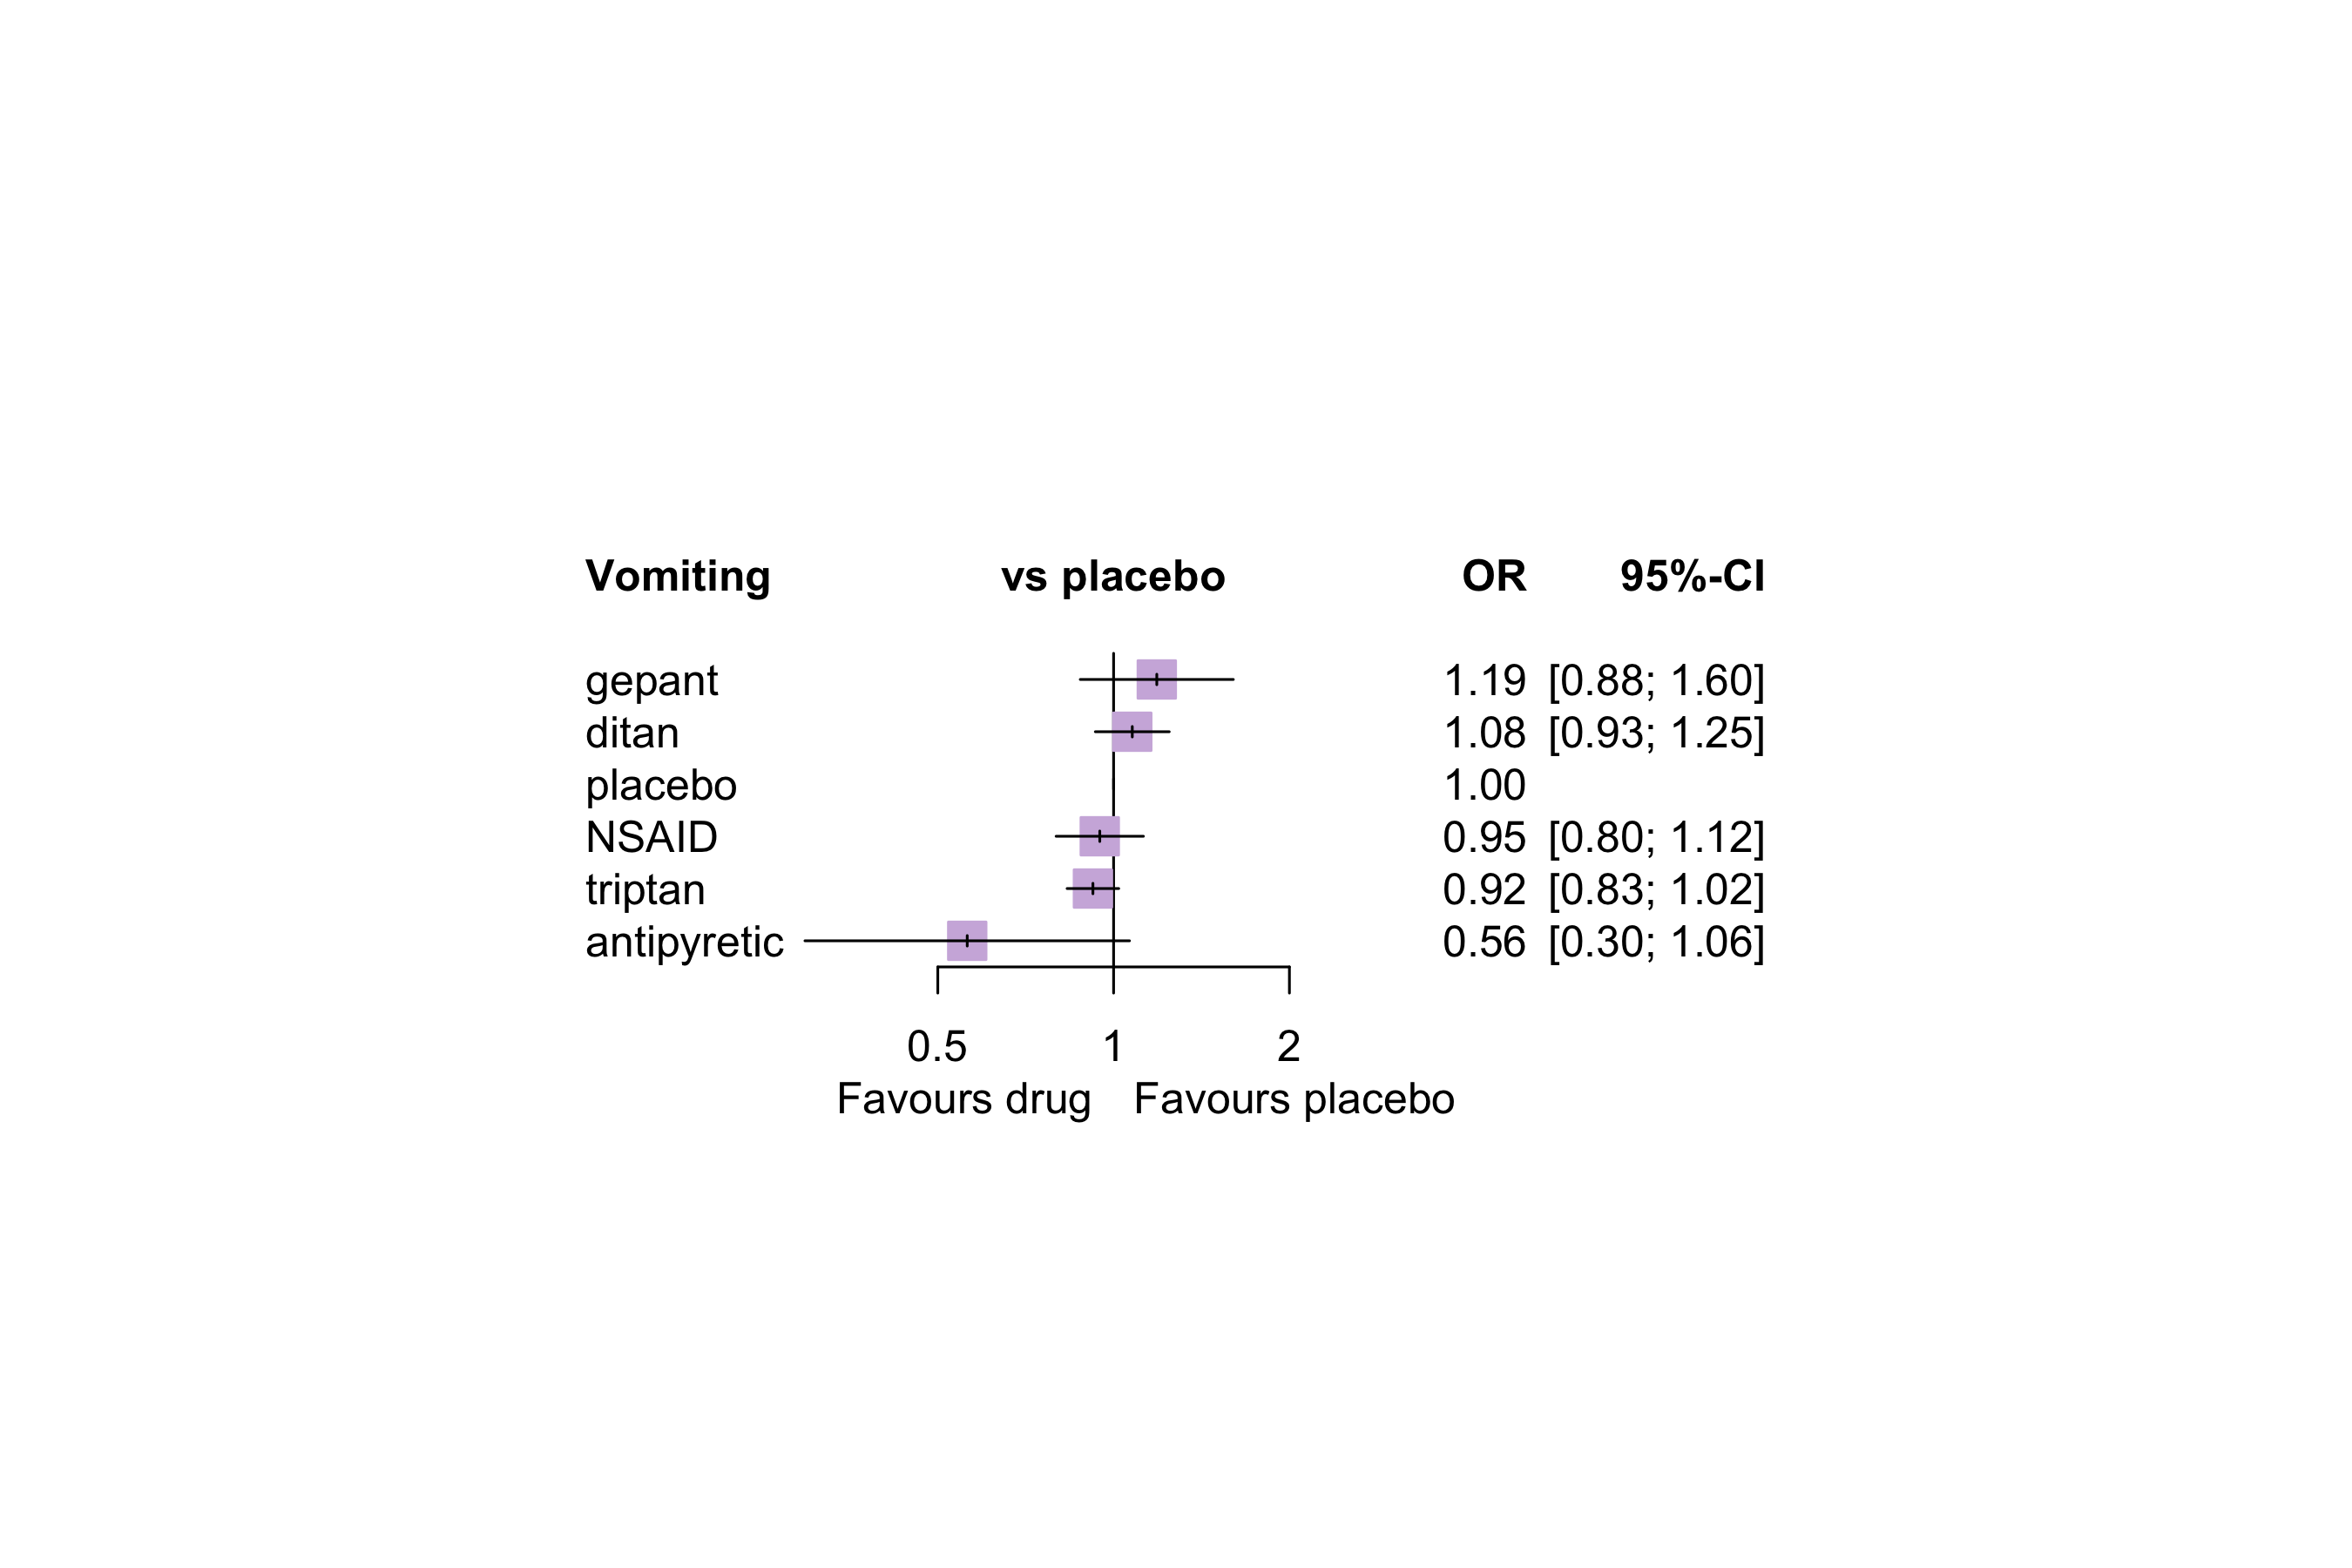 Vomiting vs placebo OR 95%-CI
gepant 1.19 [0.88; 1.60]
ditan 1.08 [0.93; 1.25]
placebo 1.00
NSAID 0.95 [0.80; 1.12]
triptan 0.92 [0.83; 1.02]
antipyretic 0.56 [0.30; 1.06]
0.5 1 2
Favours drug Favours placebo